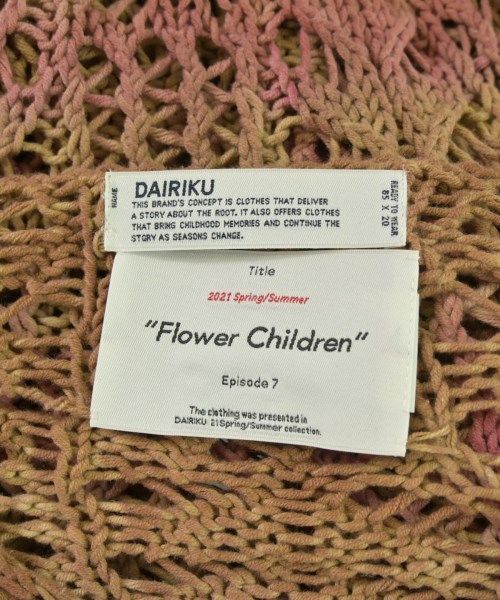 NAME
DAIRIKU
THIS BRAND'S CONCEPT IS CLOTHES THAT DELIVER
A STORY ABOUT THE ROOT. IT ALSO OFFERS CLOTHES
THAT BRING CHILDHOOD MEMORIES AND CONTINUE THE
STORY AS SEASONS CHANGE.
READY TO WEAR
85 X 20
Title
2021 Spring/Summer
"Flower Children"
Episode 7
The clothing was presented in
DAIRIKU 21Spring/Summer collection.